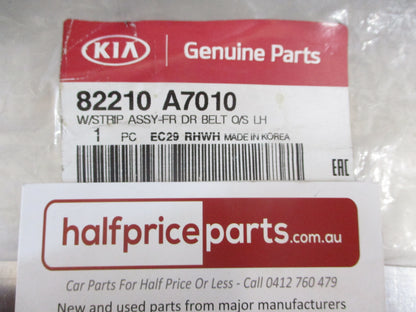 KIA Genuine Parts
82210 A7010
W/STRIP ASSY-FR DR BELT O/S LH
1 PC EC29 RHWH MADE IN KOREA
EAC
halfpriceparts.com.au
Car Parts For Half Price Or Less - Call 0412 760 479
New and used parts from major manufacturers